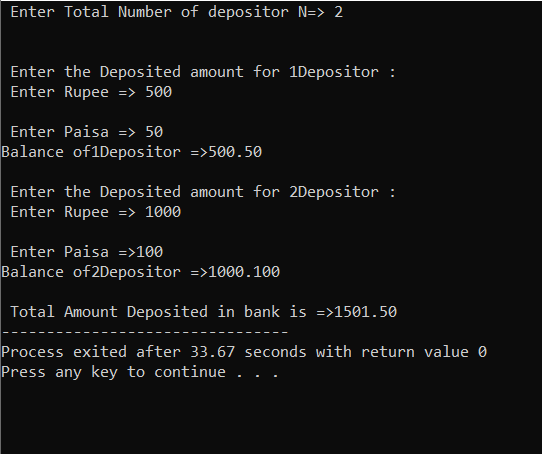 Enter Total Number of depositor N=> 2
Enter the Deposited amount for 1Depositor :
Enter Rupee => 500
Enter Paisa => 50
Balance of1Depositor =>500.50
Enter the Deposited amount for 2Depositor :
Enter Rupee => 1000
Enter Paisa =>100
Balance of2Depositor =>1000.100
Total Amount Deposited in bank is =>1501.50
--------------------------------
Process exited after 33.67 seconds with return value 0
Press any key to continue . . .